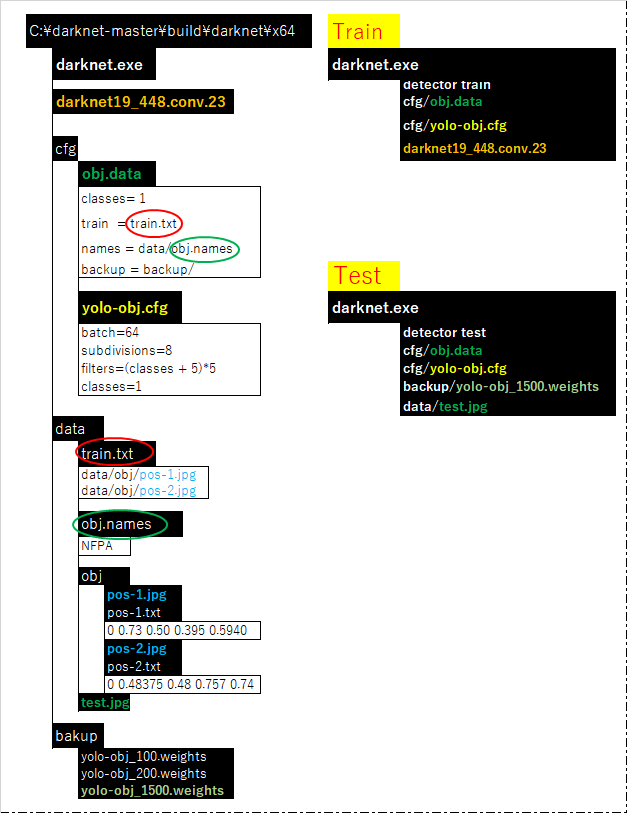 C:¥darknet-master¥build¥darknet¥x64
darknet.exe
darknet19_448.conv.23
cfg
obj.data
classes= 1
train = train.txt
names = data/obj.names
backup = backup/
yolo-obj.cfg
batch=64
subdivisions=8
filters=(classes + 5)*5
classes=1
data
train.txt
data/obj/pos-1.jpg
data/obj/pos-2.jpg
obj.names
NFPA
obj
pos-1.jpg
pos-1.txt
0 0.73 0.50 0.395 0.5940
pos-2.jpg
pos-2.txt
0 0.48375 0.48 0.757 0.74
test.jpg
bakup
yolo-obj_100.weights
yolo-obj_200.weights
yolo-obj_1500.weights
Train
darknet.exe
detector train
cfg/obj.data
cfg/yolo-obj.cfg
darknet19_448.conv.23
Test
darknet.exe
detector test
cfg/obj.data
cfg/yolo-obj.cfg
backup/yolo-obj_1500.weights
data/test.jpg